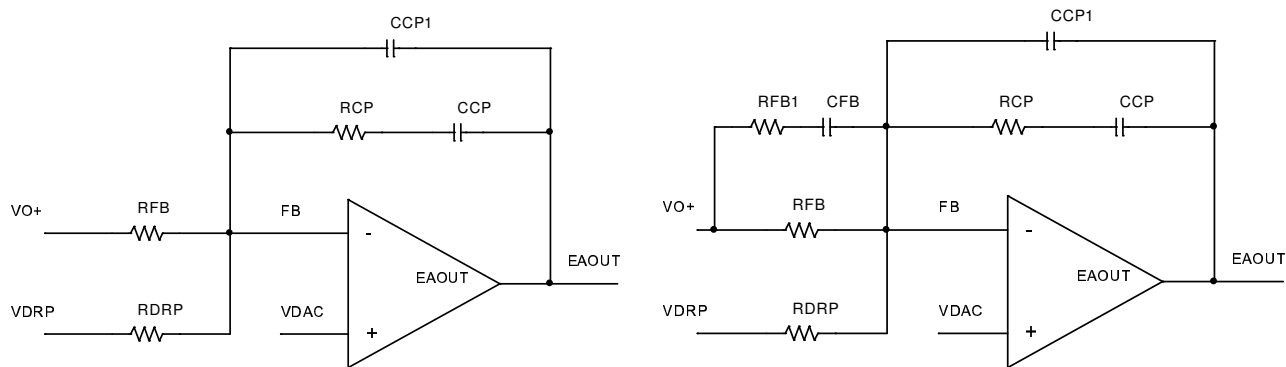 CCP1
RCP CCP
VO+ RFB FB
-
EAOUT
EAOUT
VDRP RDRP VDAC
+
CCP1
RFB1 CFB RCP CCP
VO+ RFB FB
-
EAOUT
EAOUT
VDRP RDRP VDAC
+